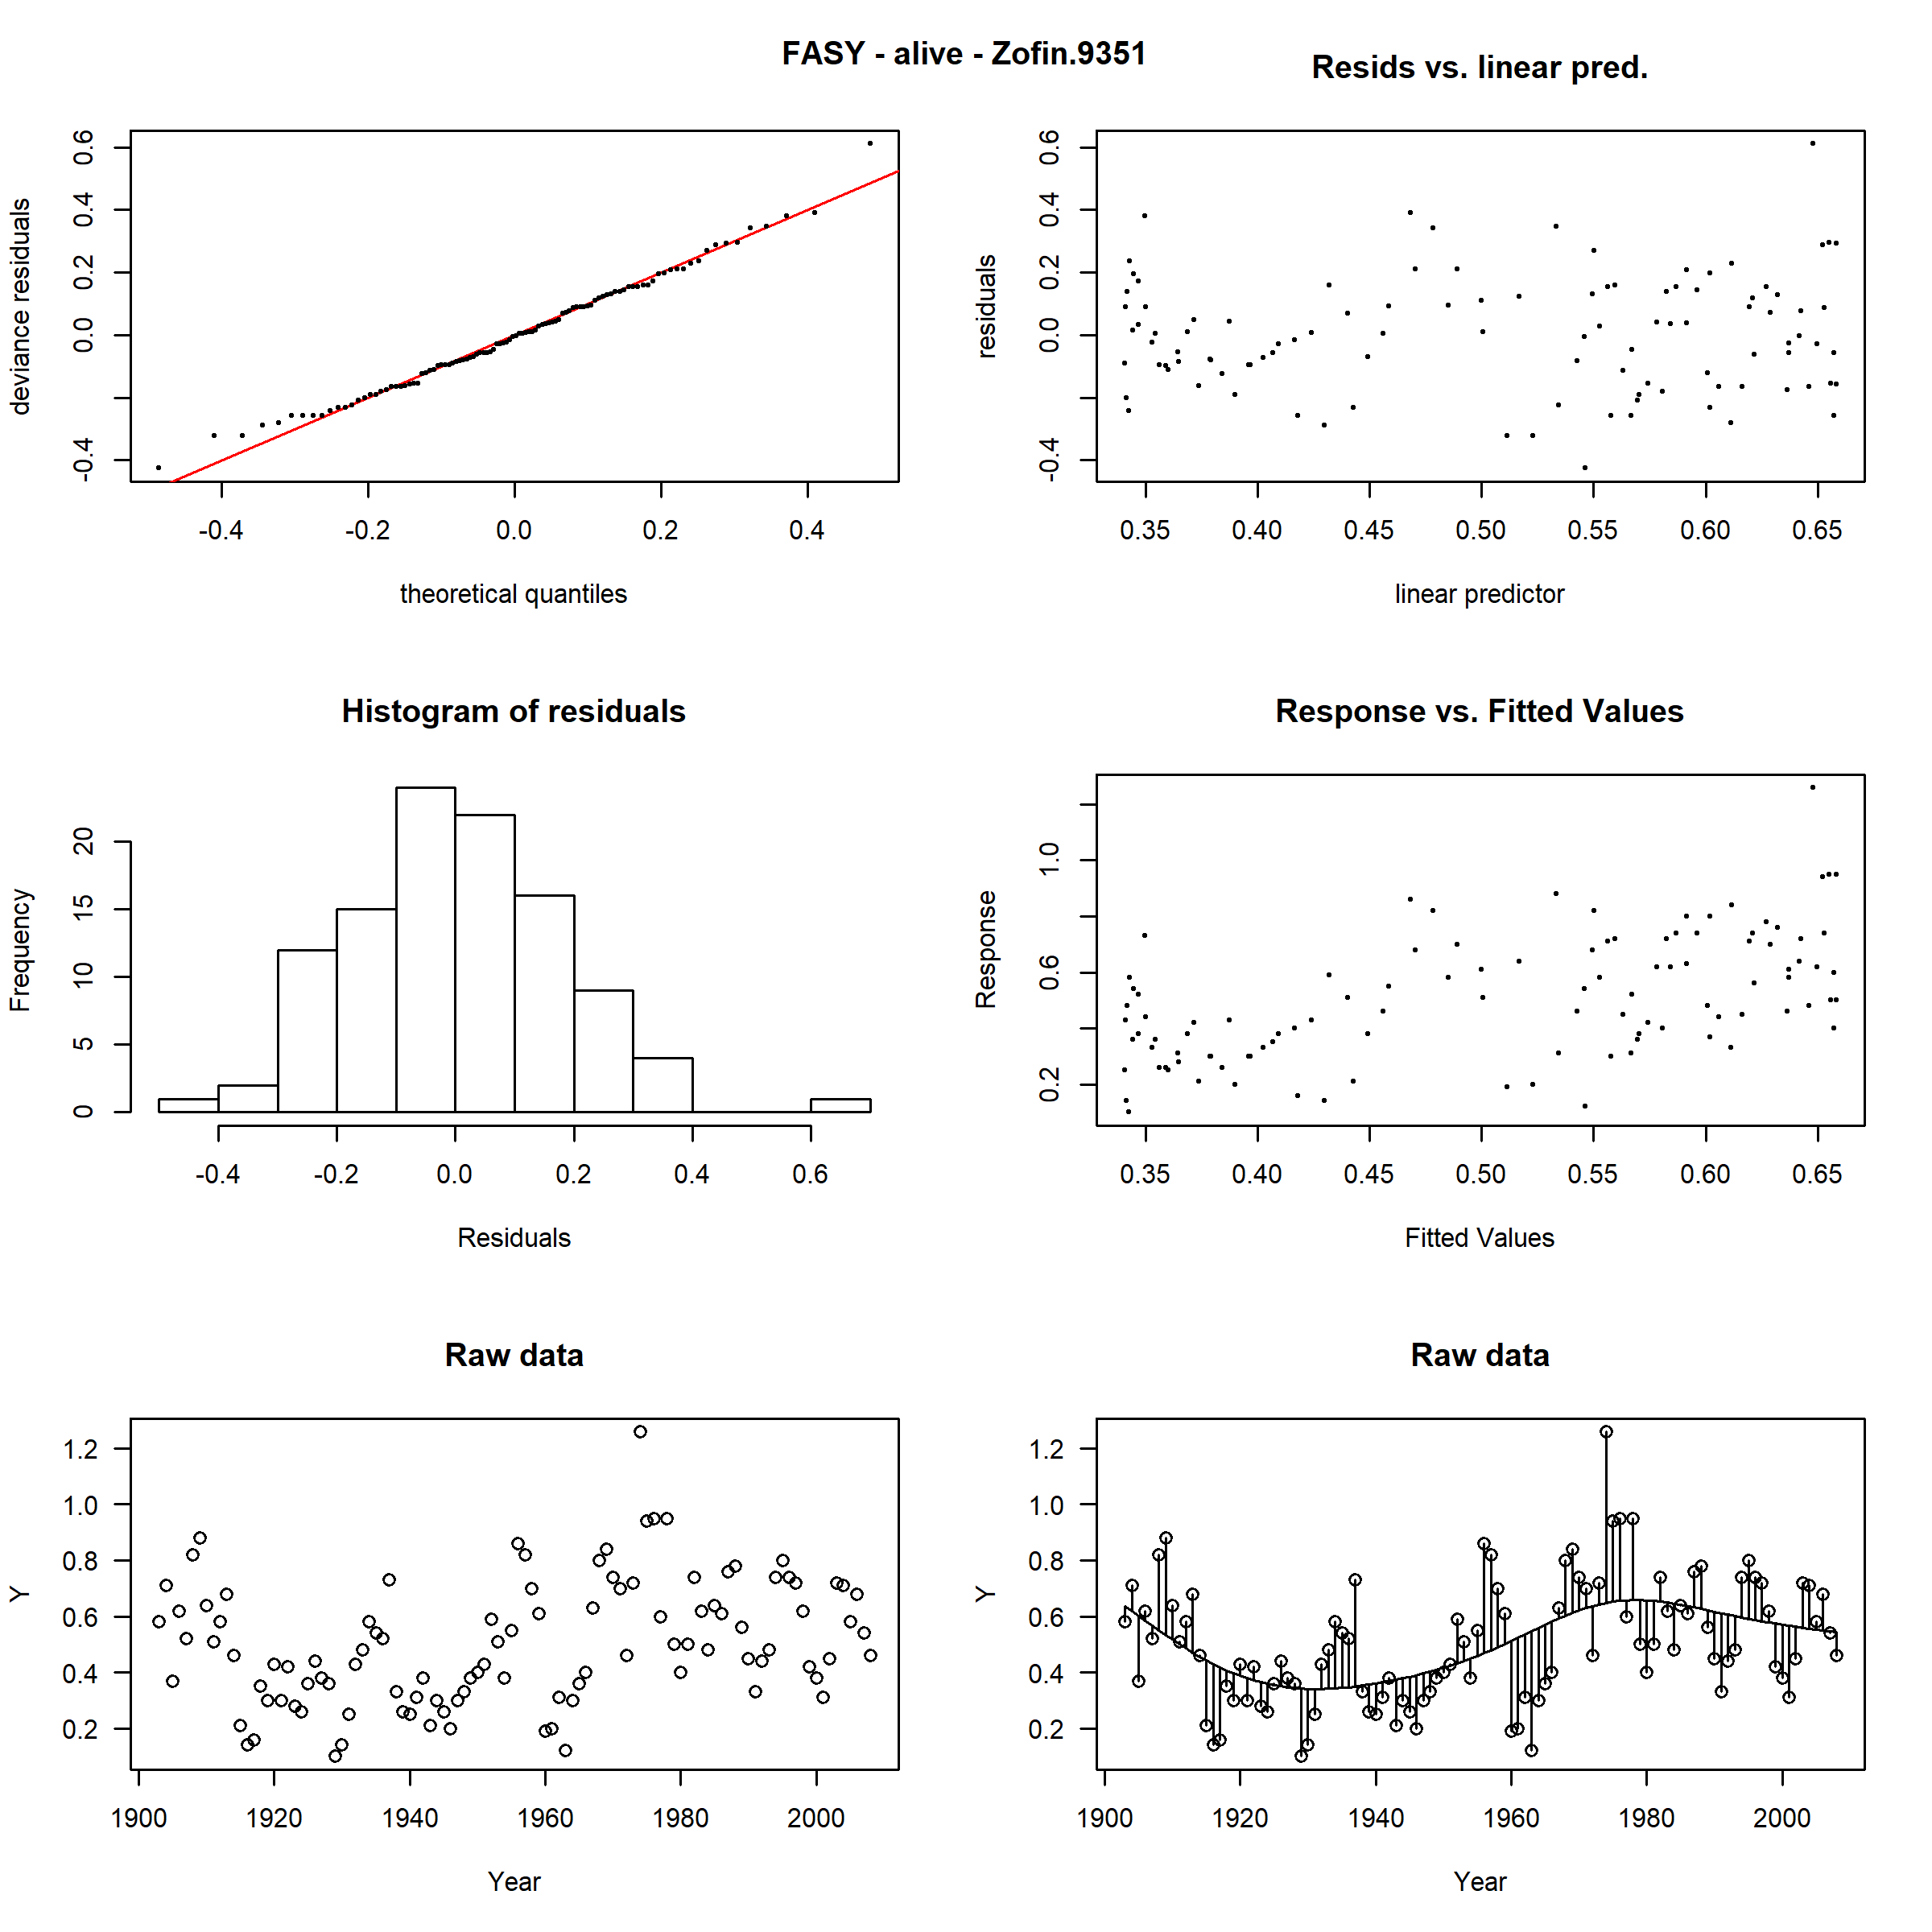 FASY - alive - Zofin.9351
Resids vs. linear pred.
deviance residuals
0.6
0.4
0.2
0.0
-0.4
-0.4 -0.2 0.0 0.2 0.4
theoretical quantiles
residuals
0.6
0.4
0.2
0.0
-0.4
0.35 0.40 0.45 0.50 0.55 0.60 0.65
linear predictor
Histogram of residuals
Frequency
20
15
10
5
0
-0.4 -0.2 0.0 0.2 0.4 0.6
Residuals
Response vs. Fitted Values
Response
1.0
0.6
0.2
0.35 0.40 0.45 0.50 0.55 0.60 0.65
Fitted Values
Raw data
Y
1.2
1.0
0.8
0.6
0.4
0.2
1900 1920 1940 1960 1980 2000
Year
Raw data
Y
1.2
1.0
0.8
0.6
0.4
0.2
1900 1920 1940 1960 1980 2000
Year